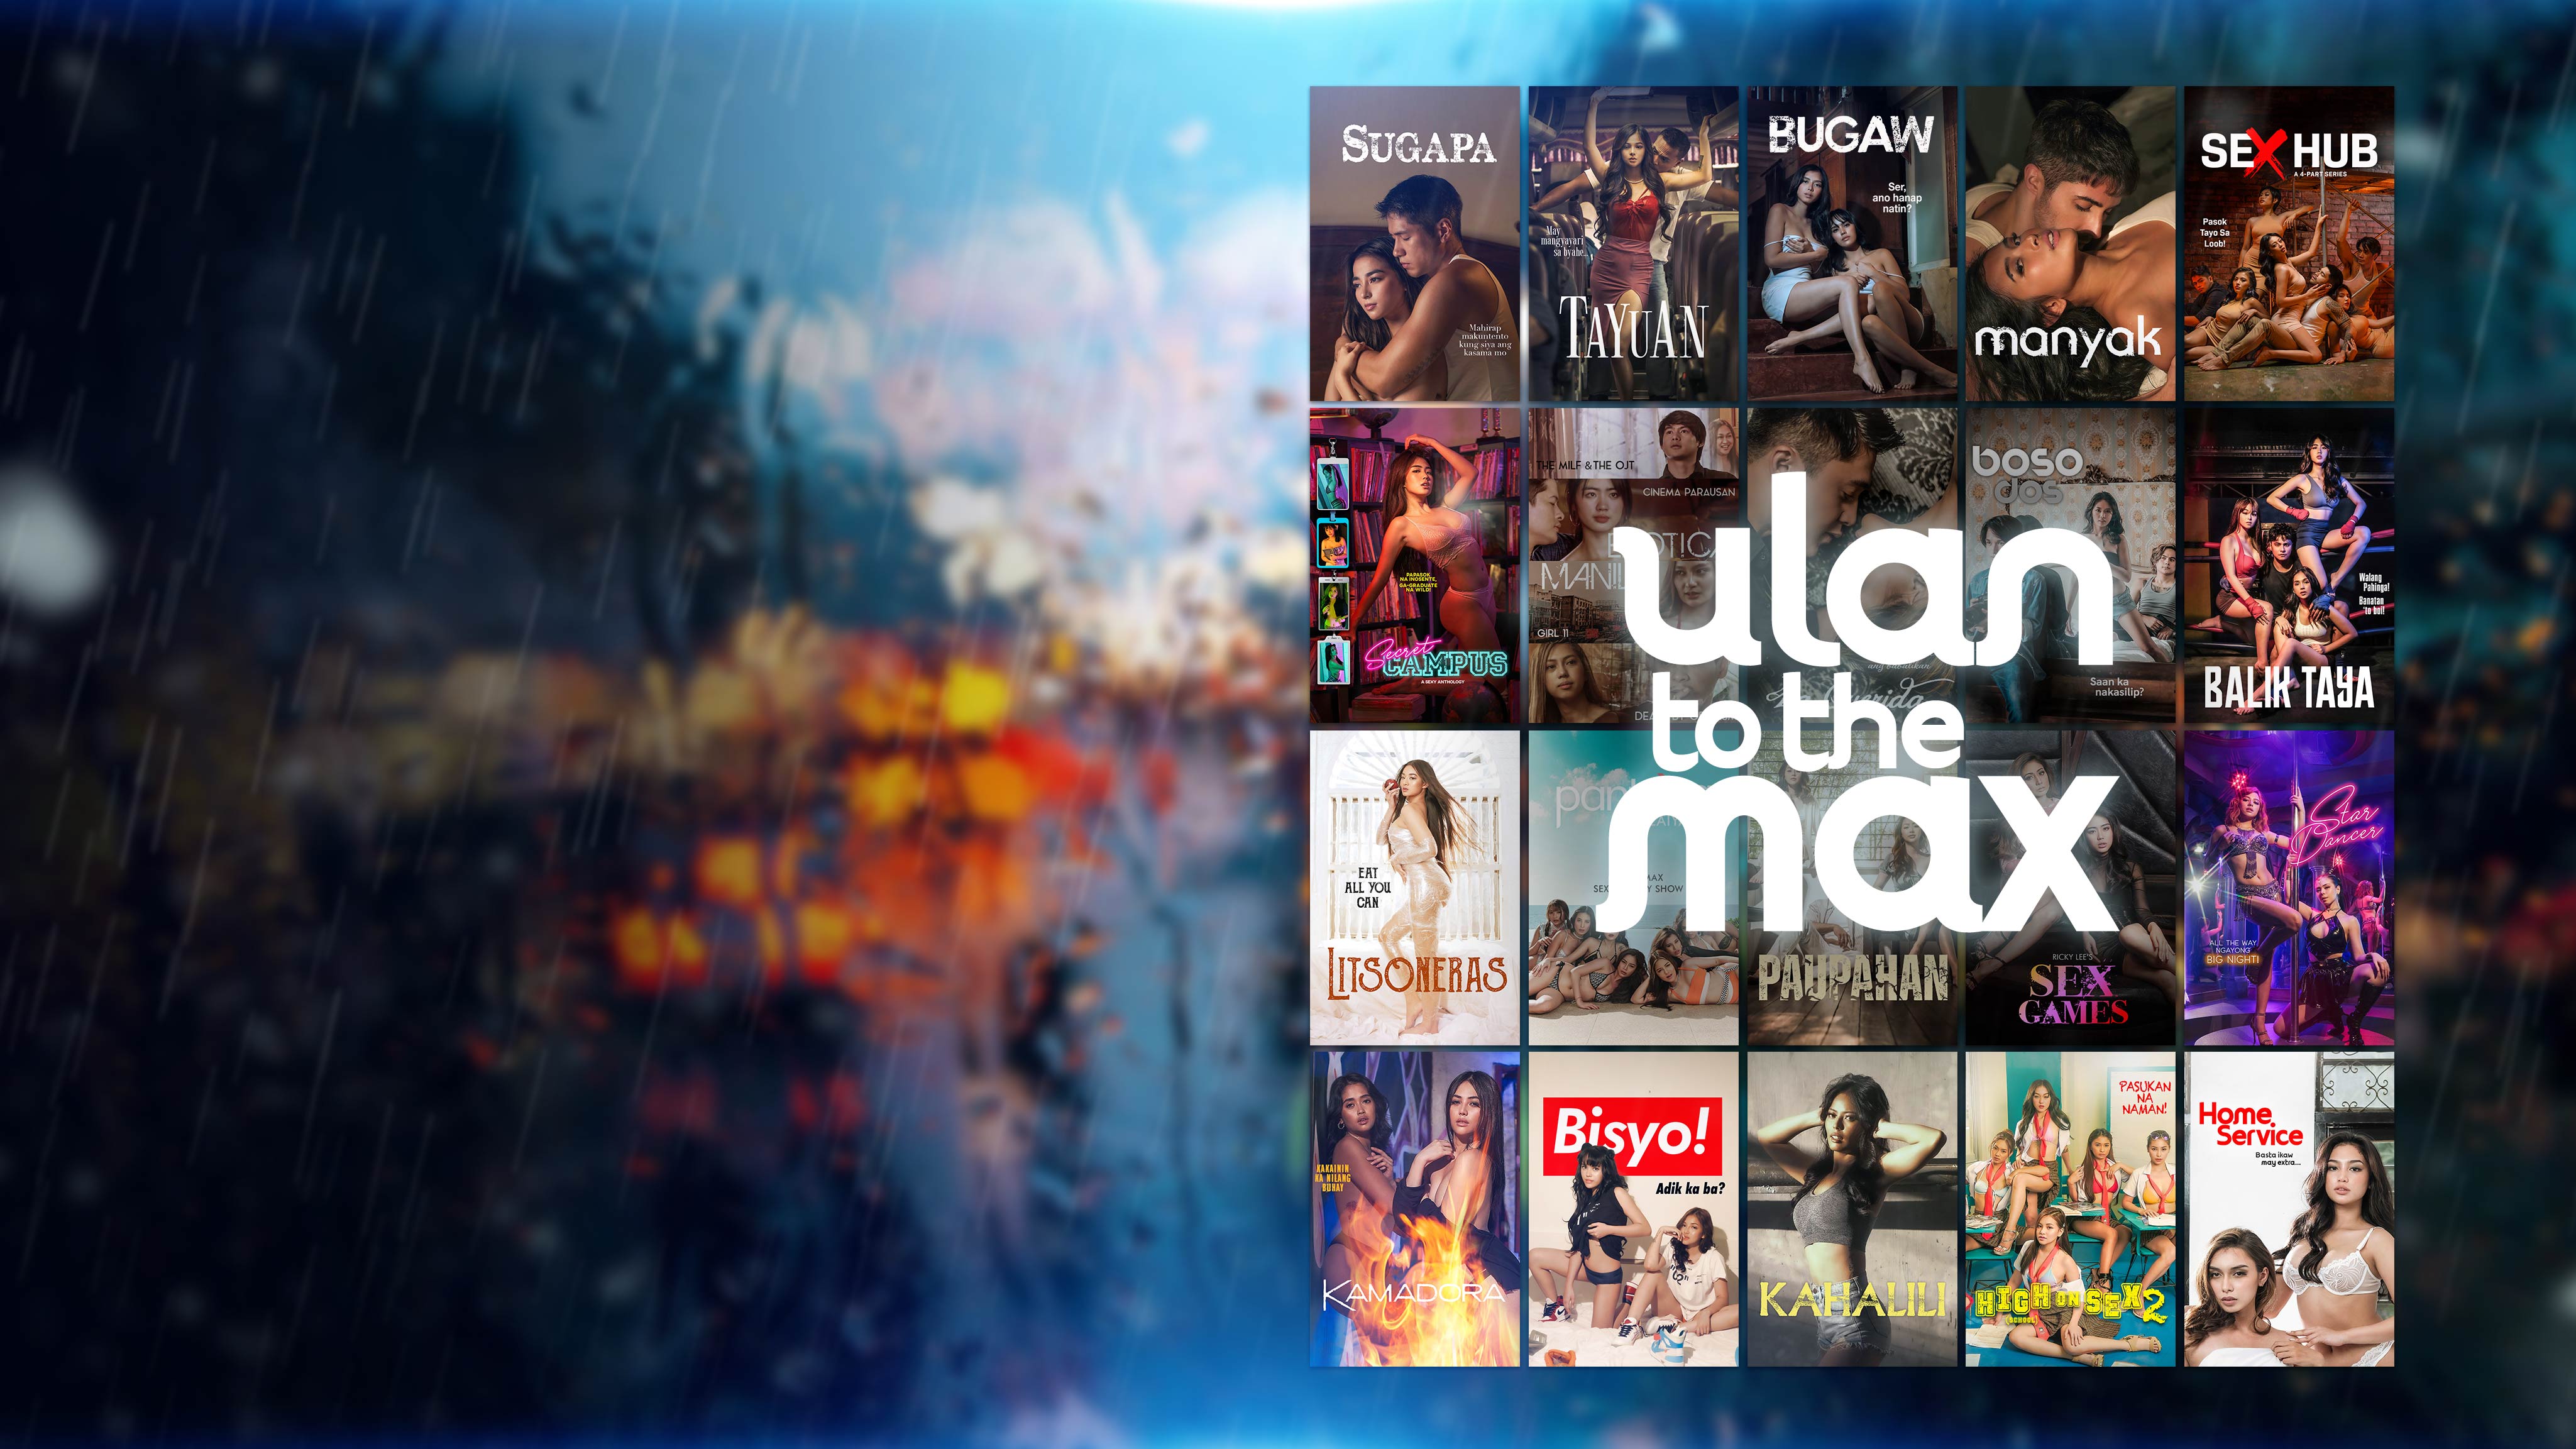 SUGAPA
Mahirap
makuntento
kung siya ang
kasama mo
May
mangyayari
sa byahe...
TAYUAN
BUGAW
Ser,
ano hanap
natin?
manyak
SEX HUB
A 4-PART SERIES
Pasok
Tayo Sa
Loob!
PAPASOK
NA INOSENTE,
GA-GRADUATE
NA WILD!
Secret
CAMPUS
A SEXY ANTHOLOGY
THE MILF & THE OJT
CINEMA PARAUSAN
GIRL 11
boso
dos
Saan ka
nakasilip?
Walang
Pahinga!
Banatan
'to boi!
BALIK TAYA
ulan
to the
max
EAT
ALL YOU
CAN
LITSONERAS
PAUPAHAN
RICKY LEE'S
SEX
GAMES
Star
Dancer
ALL THE WAY
NGAYONG
BIG NIGHT!
KAKAININ
KA NILANG
BUHAY
KAMADORA
Bisyo!
Adik ka ba?
KAHALILI
PASUKAN
NA
NAMAN!
HIGH ON SEX 2
(SCHOOL)
Home
Service
Basta ikaw
may extra...